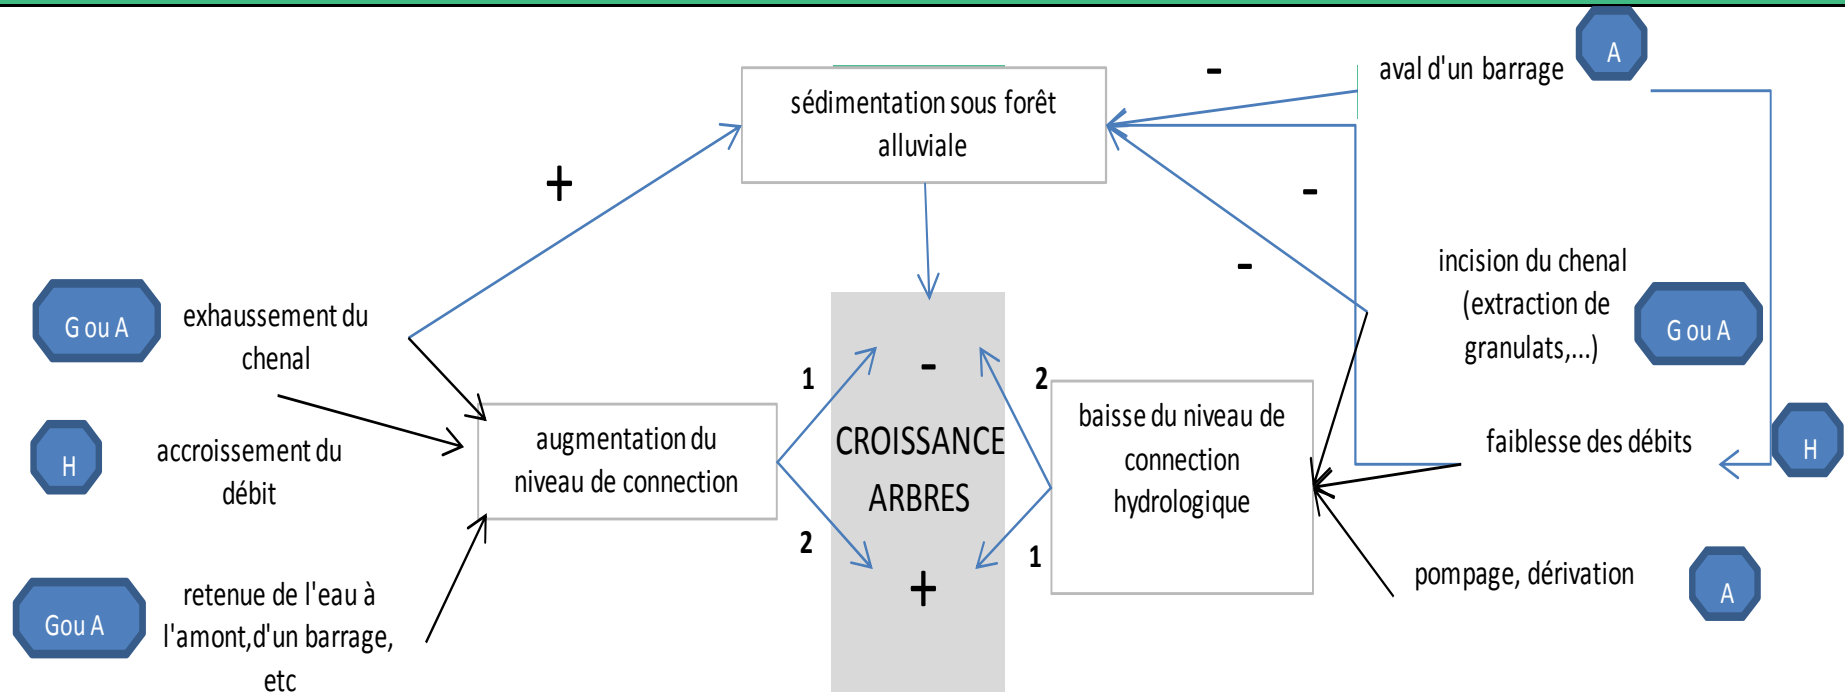 aval d'un barrage
A
-
sédimentation sous forêt
alluviale
+
-
-
incision du chenal
(extraction de
granulats,...)
G ou A
G ou A
exhaussement du
chenal
1
-
2
CROISSANCE
ARBRES
baisse du niveau de
connection
hydrologique
faiblesse des débits
H
H
accroissement du
débit
augmentation du
niveau de connection
2
+
1
pompage, dérivation
A
Gou A
retenue de l'eau à
l'amont,d'un barrage,
etc